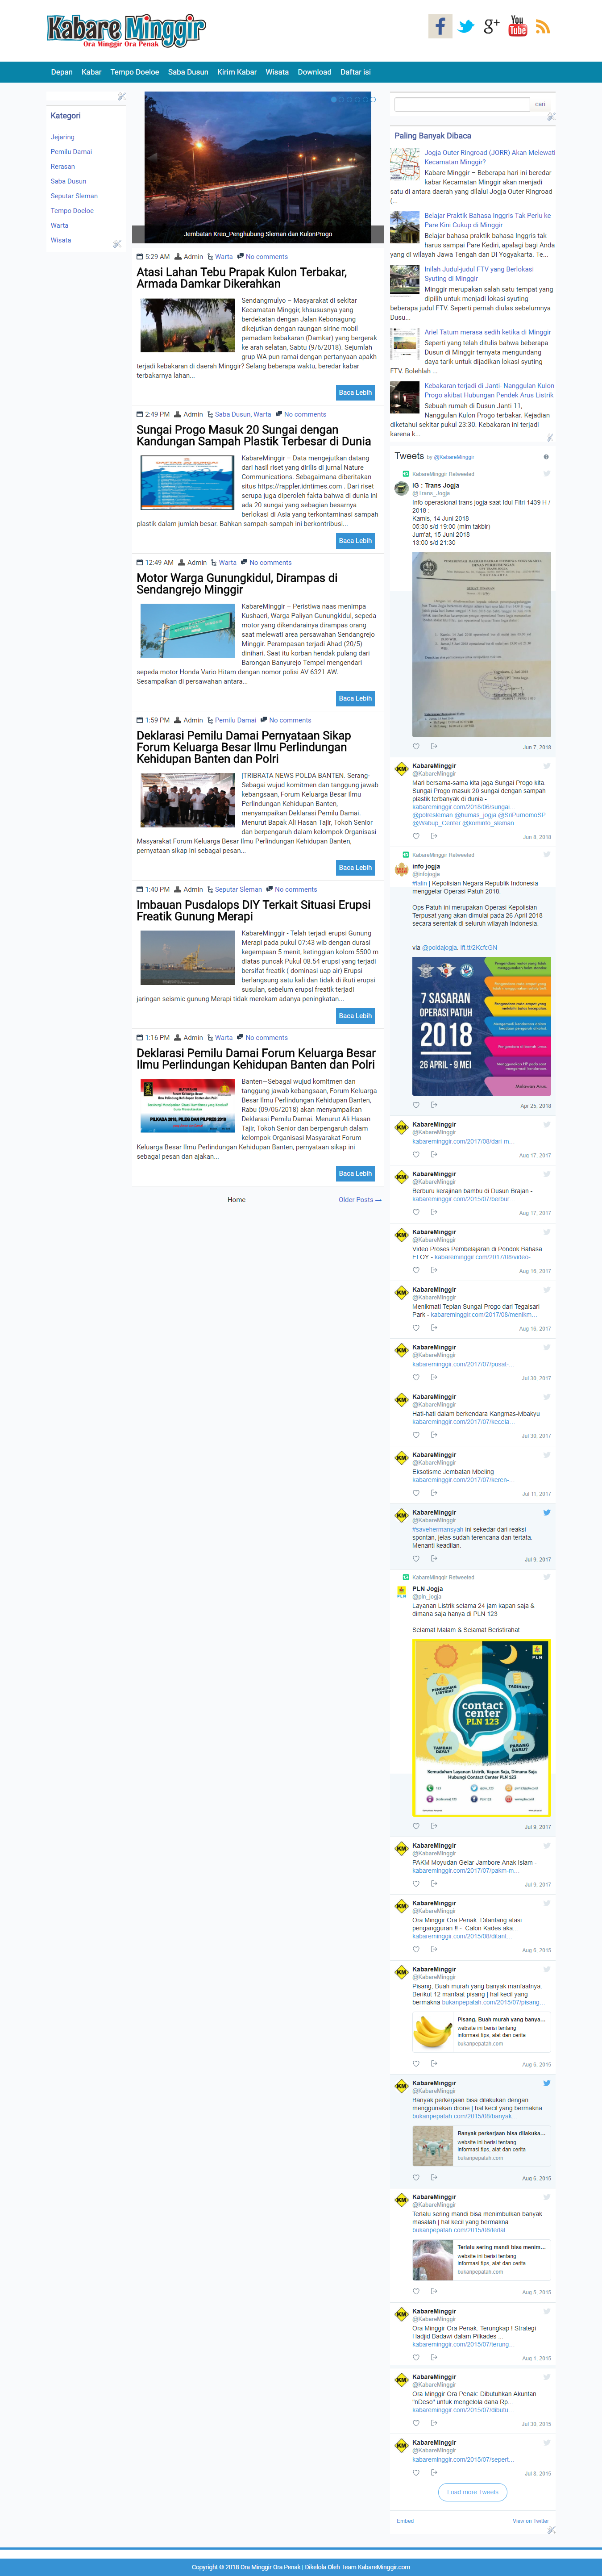 Kabare Minggir
Ora Minggir Ora Penak
Depan Kabar Tempo Doeloe Saba Dusun Kirim Kabar Wisata Download Daftar isi
Kategori
Jejaring
Pemilu Damai
Rerasan
Saba Dusun
Seputar Sleman
Tempo Doeloe
Warta
Wisata
Jembatan Kreo_Penghubung Sleman dan KulonProgo
5:29 AM Admin Warta No comments
Atasi Lahan Tebu Prapak Kulon Terbakar,
Armada Damkar Dikerahkan
Sendangmulyo – Masyarakat di sekitar
Kecamatan Minggir, khususnya yang
berdekatan dengan Jalan Kebonagung
dikejutkan dengan raungan sirine mobil
pemadam kebakaran (Damkar) yang bergerak
ke arah selatan, Sabtu (9/6/2018). Sejumlah
grup WA pun ramai dengan pertanyaan apakah
terjadi kebakaran di daerah Minggir? Selang beberapa waktu, beredar kabar
terbakarnya lahan...
Baca Lebih
2:49 PM Admin Saba Dusun, Warta No comments
Sungai Progo Masuk 20 Sungai dengan
Kandungan Sampah Plastik Terbesar di Dunia
KabareMinggir – Data mengejutkan datang
dari hasil riset yang dirilis di jurnal Nature
Communications. Sebagaimana diberitakan
situs https://rappler.idntimes.com . Dari riset
serupa juga diperoleh fakta bahwa di dunia ini
ada 20 sungai yang sebagian besarnya
berlokasi di Asia yang terkontaminasi sampah
plastik dalam jumlah besar. Bahkan sampah-sampah ini berkontribusi...
Baca Lebih
12:49 AM Admin Warta No comments
Motor Warga Gunungkidul, Dirampas di
Sendangrejo Minggir
KabareMinggir – Peristiwa naas menimpa
Kushaeri, Warga Paliyan Gunungkidul, sepeda
motor yang dikendarainya dirampas orang
saat melewati area persawahan Sendangrejo
Minggir. Perampasan terjadi Ahad (20/5)
dinihari. Saat itu korban hendak pulang dari
Barongan Banyurejo Tempel mengendari
sepeda motor Honda Vario Hitam dengan nomor polisi AV 6321 AW.
Sesampaikan di persawahan antara...
Baca Lebih
1:59 PM Admin Pemilu Damai No comments
Deklarasi Pemilu Damai Pernyataan Sikap
Forum Keluarga Besar Ilmu Perlindungan
Kehidupan Banten dan Polri
|TRIBRATA NEWS POLDA BANTEN. Serang-
Sebagai wujud komitmen dan tanggung jawab
kebangsaan, Forum Keluarga Besar Ilmu
Perlindungan Kehidupan Banten,
menyampaikan Deklarasi Pemilu Damai.
Menurut Bapak Ali Hasan Tajir, Tokoh Senior
dan berpengaruh dalam kelompok Organisasi
Masyarakat Forum Keluarga Besar Ilmu Perlindungan Kehidupan Banten,
pernyataan sikap ini sebagai pesan...
Baca Lebih
1:40 PM Admin Seputar Sleman No comments
Imbauan Pusdalops DIY Terkait Situasi Erupsi
Freatik Gunung Merapi
KabareMinggir - Telah terjadi erupsi Gunung
Merapi pada pukul 07:43 wib dengan durasi
kegempaan 5 menit, ketinggian kolom 5500 m
diatas puncak Pukul 08.54 erupsi yang terjadi
bersifat freatik ( dominasi uap air) Erupsi
berlangsung satu kali dan tidak di ikuti erupsi
susulan, sebelum erupsi freatik terjadi
jaringan seismic gunung Merapi tidak merekam adanya peningkatan...
Baca Lebih
1:16 PM Admin Warta No comments
Deklarasi Pemilu Damai Forum Keluarga Besar
Ilmu Perlindungan Kehidupan Banten dan Polri
Banten—Sebagai wujud komitmen dan
tanggung jawab kebangsaan, Forum Keluarga
Besar Ilmu Perlindungan Kehidupan Banten,
Rabu (09/05/2018) akan menyampaikan
Deklarasi Pemilu Damai. Menurut Ali Hasan
Tajir, Tokoh Senior dan berpengaruh dalam
kelompok Organisasi Masyarakat Forum
Keluarga Besar Ilmu Perlindungan Kehidupan Banten, pernyataan sikap ini
sebagai pesan dan ajakan...
Baca Lebih
Home Older Posts →
cari
Paling Banyak Dibaca
Jogja Outer Ringroad (JORR) Akan Melewati
Kecamatan Minggir?
Kabare Minggir – Beberapa hari ini beredar
kabar Kecamatan Minggir akan menjadi
satu di antara daerah yang dilalui Jogja Outer Ringroad
(...
Belajar Praktik Bahasa Inggris Tak Perlu ke
Pare Kini Cukup di Minggir
Belajar bahasa praktik bahasa Inggris tak
harus sampai Pare Kediri, apalagi bagi Anda
yang di wilayah Jawa Tengah dan DI Yogyakarta. Te...
Inilah Judul-judul FTV yang Berlokasi
Syuting di Minggir
Minggir merupakan salah satu tempat yang
dipilih untuk menjadi lokasi syuting
beberapa judul FTV. Seperti pernah diulas sebelumnya
Dusu...
Ariel Tatum merasa sedih ketika di Minggir
Seperti yang telah ditulis bahwa beberapa
Dusun di Minggir ternyata mengundang
daya tarik untuk dijadikan lokasi syuting
FTV. Bolehlah ...
Kebakaran terjadi di Janti- Nanggulan Kulon
Progo akibat Hubungan Pendek Arus Listrik
Sebuah rumah di Dusun Janti 11,
Nanggulan Kulon Progo terbakar. Kejadian
diketahui sekitar pukul 23.30. Kebakaran ini terjadi
karena k...
Tweets by @KabareMinggir
KabareMinggir Retweeted
IG : Trans Jogja
@Trans_Jogja
Info operasional trans jogja saat Idul Fitri 1439 H /
2018 :
Kamis, 14 Juni 2018
05:30 s/d 19:00 (mlm takbir)
Jum'at, 15 Juni 2018
13:00 s/d 21:30
Jun 7, 2018
KabareMinggir
@KabareMinggir
Mari bersama-sama kita jaga Sungai Progo kita.
Sungai Progo masuk 20 sungai dengan sampah
plastik terbanyak di dunia -
kabareminggir.com/2018/06/sungai…
@polresleman @humas_jogja @SriPurnomoSP
@Wabup_Center @kominfo_sleman
Jun 6, 2018
KabareMinggir Retweeted
info jogja
@infojogja
#lalin | Kepolisian Negara Republik Indonesia
menggelar Operasi Patuh 2018.
Ops Patuh ini merupakan Operasi Kepolisian
Terpusat yang akan dimulai pada 26 April 2018
secara serentak di seluruh wilayah Indonesia.
via @poldajogja. ift.tt/2KcfcGN
7 SASARAN
OPERASI PATUH
2018
26 APRIL - 9 MEI
Melawan Arus.
Apr 25, 2018
KabareMinggir
@KabareMinggir
kabareminggir.com/2017/08/dari-m…
Aug 17, 2017
KabareMinggir
@KabareMinggir
Berburu kerajinan bambu di Dusun Brajan -
kabareminggir.com/2015/07/berbur…
Aug 17, 2017
KabareMinggir
@KabareMinggir
Video Proses Pembelajaran di Pondok Bahasa
ELOY - kabareminggir.com/2017/08/video-…
Aug 16, 2017
KabareMinggir
@KabareMinggir
Menikmati Tepian Sungai Progo dari Tegalsari
Park - kabareminggir.com/2017/08/menikm…
Aug 16, 2017
KabareMinggir
@KabareMinggir
kabareminggir.com/2017/07/pusat-…
Jul 30, 2017
KabareMinggir
@KabareMinggir
Hati-hati dalam berkendara Kangmas-Mbakyu
kabareminggir.com/2017/07/kecela…
Jul 30, 2017
KabareMinggir
@KabareMinggir
Eksotisme Jembatan Mbeling
kabareminggir.com/2017/07/keren-…
Jul 11, 2017
KabareMinggir
@KabareMinggir
#savehermansyah ini sekedar dari reaksi
spontan, jelas sudah terencana dan tertata.
Menanti keadilan.
Jul 9, 2017
KabareMinggir Retweeted
PLN Jogja
@pln_jogja
Layanan Listrik selama 24 jam kapan saja &
dimana saja hanya di PLN 123
Selamat Malam & Selamat Beristirahat
PENGADUAN LISTRIK?
TAGIHAN?
contact
center
PLN 123
TAMBAH DAYA?
PASANG BARU?
Kemudahan Layanan Listrik, Kapan Saja, Dimana Saja
Hubungi Contact Center PLN 123
Jul 9, 2017
KabareMinggir
@KabareMinggir
PAKM Moyudan Gelar Jambore Anak Islam -
kabareminggir.com/2017/07/pakm-m…
Jul 9, 2017
KabareMinggir
@KabareMinggir
Ora Minggir Ora Penak: Ditantang atasi
pengangguran !!! - Calon Kades aka...
kabareminggir.com/2015/08/ditant…
Aug 6, 2015
KabareMinggir
@KabareMinggir
Pisang, Buah murah yang banyak manfaatnya.
Berikut 12 manfaat pisang | hal kecil yang
bermakna bukanpepatah.com/2015/07/pisang…
Pisang, Buah murah yang banya...
website ini berisi tentang
informasi,tips, alat dan cerita
bukanpepatah.com
Aug 6, 2015
KabareMinggir
@KabareMinggir
Banyak perkerjaan bisa dilakukan dengan
menggunakan drone | hal kecil yang bermakna
bukanpepatah.com/2015/08/banyak…
Banyak perkerjaan bisa dilakuka...
website ini berisi tentang
informasi,tips, alat dan cerita
bukanpepatah.com
Aug 5, 2015
KabareMinggir
@KabareMinggir
Terlalu sering mandi bisa menimbulkan banyak
masalah | hal kecil yang bermakna
bukanpepatah.com/2015/08/terlal…
Terlalu sering mandi bisa menim...
website ini berisi tentang
informasi,tips, alat dan cerita
bukanpepatah.com
Aug 5, 2015
KabareMinggir
@KabareMinggir
Ora Minggir Ora Penak: Terungkap ! Strategi
Hadjid Badawi dalam Pilkades ...
kabareminggir.com/2015/07/terung…
Aug 1, 2015
KabareMinggir
@KabareMinggir
Ora Minggir Ora Penak: Dibutuhkan Akuntan
"nDeso" untuk mengelola dana Rp...
kabareminggir.com/2015/07/dibutu…
Jul 30, 2015
KabareMinggir
@KabareMinggir
kabareminggir.com/2015/07/sepert…
Jul 8, 2015
Load more Tweets
Embed View on Twitter
Copyright © 2018 Ora Minggir Ora Penak | Dikelola Oleh Team KabareMinggir.com